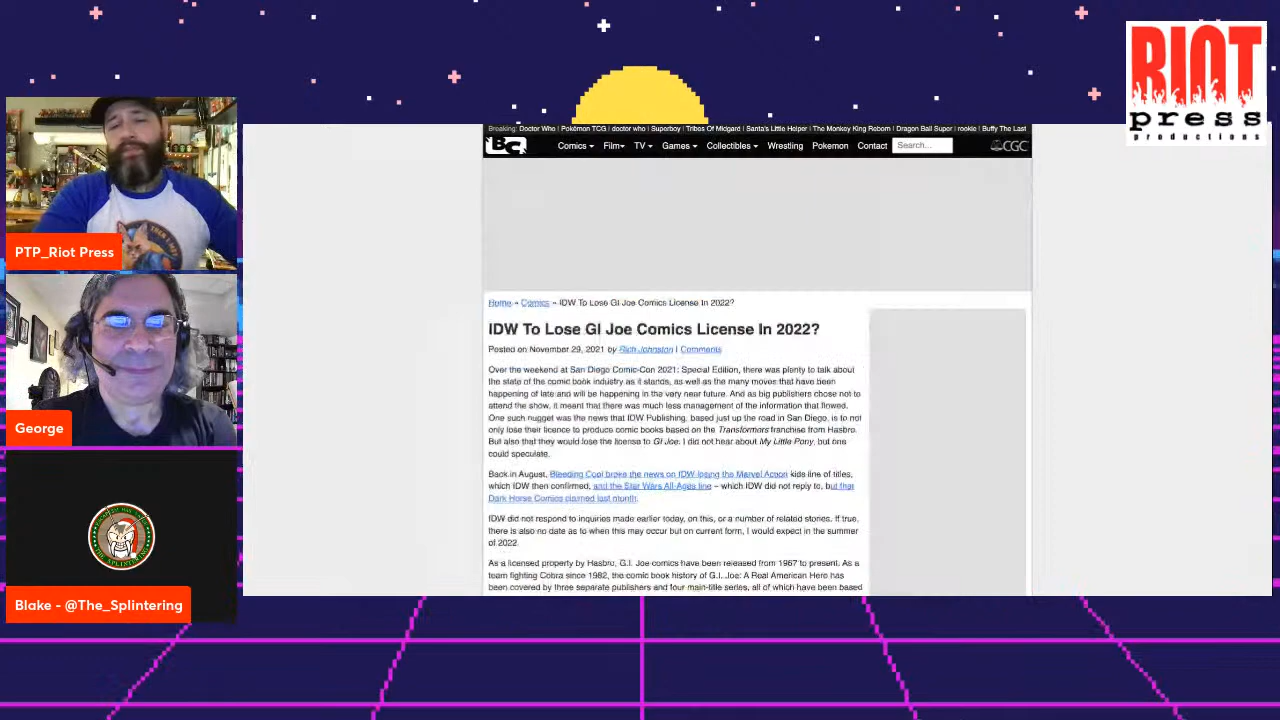 RIOT
press
productions
PTP_Riot Press
George
Blake - @The_Splintering
Breaking: Doctor Who | Pokémon TCG | doctor who | Superboy | Tribes Of Midgard | Santa's Little Helper | The Monkey King Reborn | Dragon Ball Super | rookie | Buffy The Last
BC
Comics Film TV Games Collectibles Wrestling Pokemon Contact Search... CGC
Home » Comics » IDW To Lose GI Joe Comics License In 2022?
IDW To Lose GI Joe Comics License In 2022?
Posted on November 29, 2021 by Rich Johnston | Comments
Over the weekend at San Diego Comic-Con 2021: Special Edition, there was plenty to talk about
the state of the comic book industry as it stands, as well as the many moves that have been
happening of late and will be happening in the very near future. And as big publishers chose not to
attend the show, it meant that there was much less management of the information that flowed.
One such nugget was the news that IDW Publishing, based just up the road in San Diego, is to not
only lose their licence to produce comic books based on the Transformers franchise from Hasbro.
But also that they would lose the license to GI Joe. I did not hear about My Little Pony, but one
could speculate.
Back in August, Bleeding Cool broke the news on IDW losing the Marvel Action kids line of titles,
which IDW then confirmed, and the Star Wars All-Ages line – which IDW did not reply to, but that
Dark Horse Comics claimed last month.
IDW did not respond to inquiries made earlier today, on this, or a number of related stories. If true,
there is also no date as to when this may occur but on current form, I would expect in the summer
of 2022.
As a licensed property by Hasbro, G.I. Joe comics have been released from 1967 to present. As a
team fighting Cobra since 1982, the comic book history of G.I. Joe: A Real American Hero has
been covered by three separate publishers and four main-title series, all of which have been based